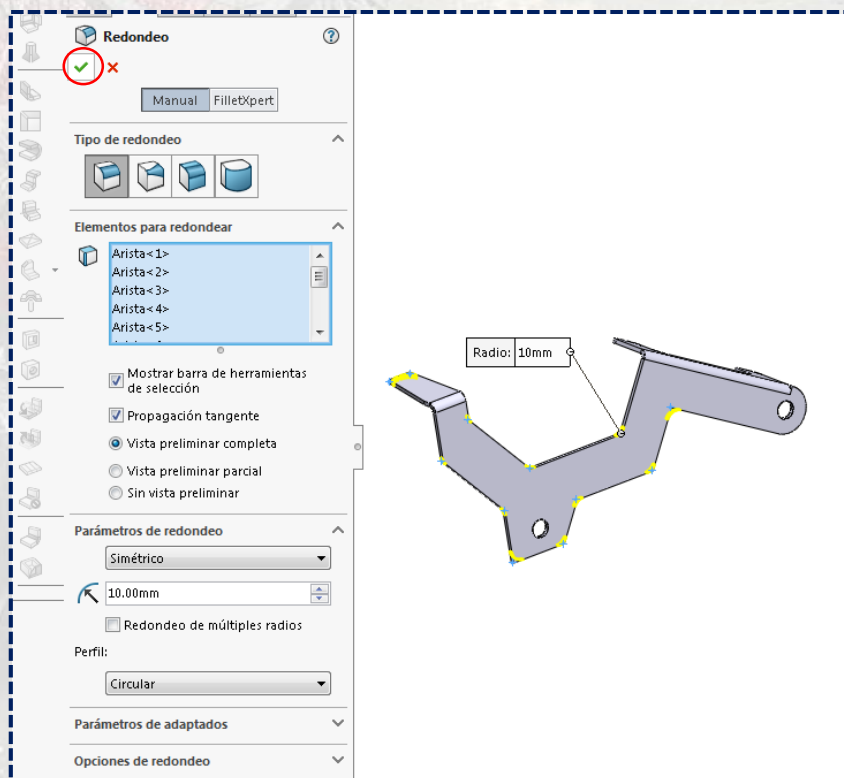 Redondeo
Manual FilletXpert
Tipo de redondeo
Elementos para redondear
Arista<1>
Arista<2>
Arista<3>
Arista<4>
Arista<5>
Mostrar barra de herramientas
de selección
Propagación tangente
Vista preliminar completa
Vista preliminar parcial
Sin vista preliminar
Parámetros de redondeo
Simétrico
10.00mm
Redondeo de múltiples radios
Perfil:
Circular
Parámetros de adaptados
Opciones de redondeo
Radio: 10mm